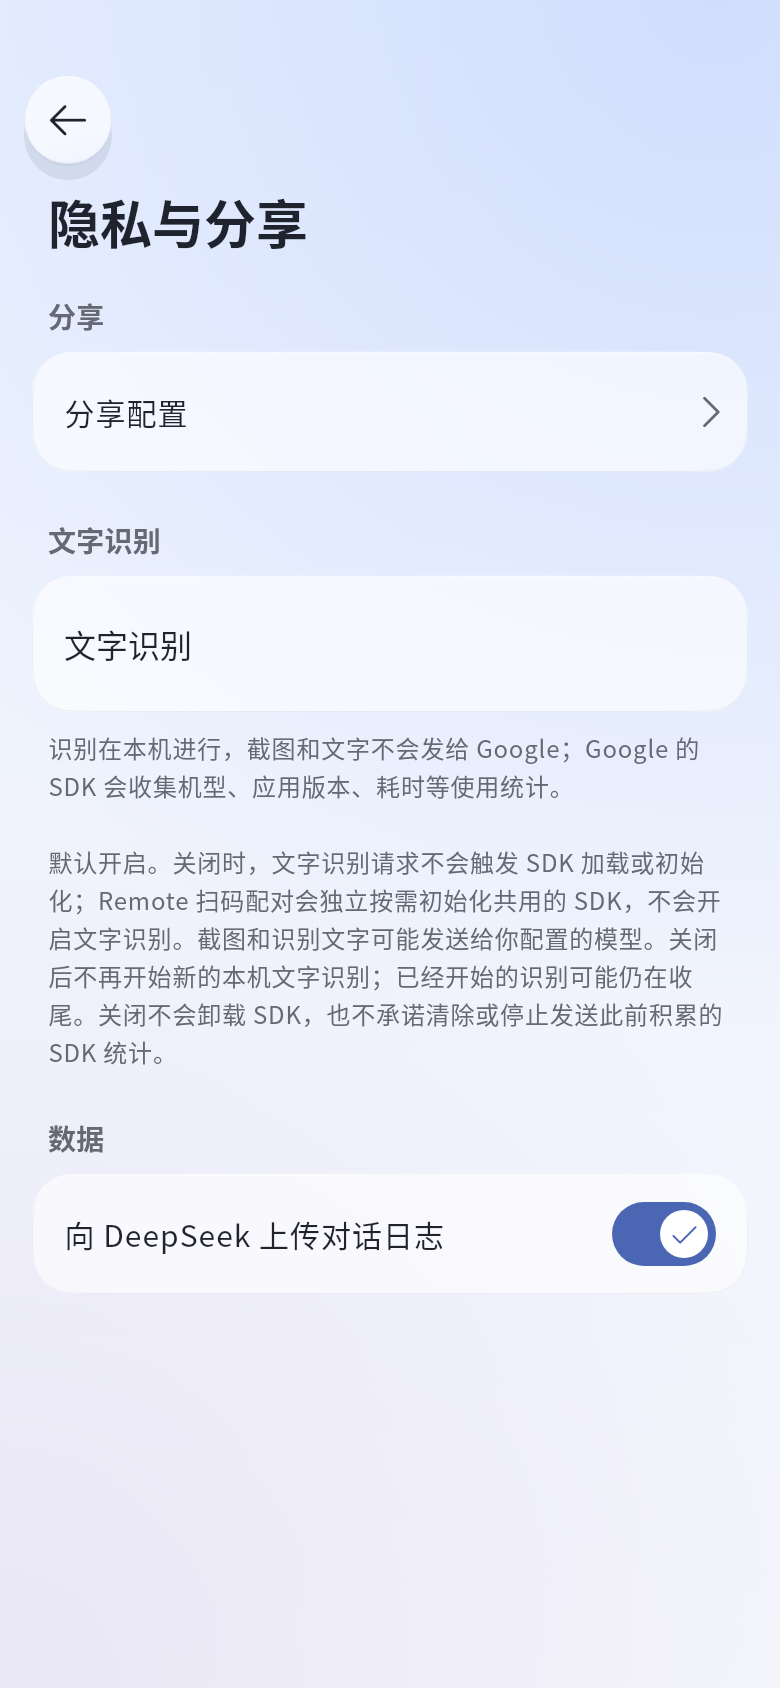 隐私与分享
分享
分享配置
文字识别
文字识别
识别在本机进行，截图和文字不会发给 Google；Google 的
SDK 会收集机型、应用版本、耗时等使用统计。
默认开启。关闭时，文字识别请求不会触发 SDK 加载或初始
化；Remote 扫码配对会独立按需初始化共用的 SDK，不会开
启文字识别。截图和识别文字可能发送给你配置的模型。关闭
后不再开始新的本机文字识别；已经开始的识别可能仍在收
尾。关闭不会卸载 SDK，也不承诺清除或停止发送此前积累的
SDK 统计。
数据
向 DeepSeek 上传对话日志